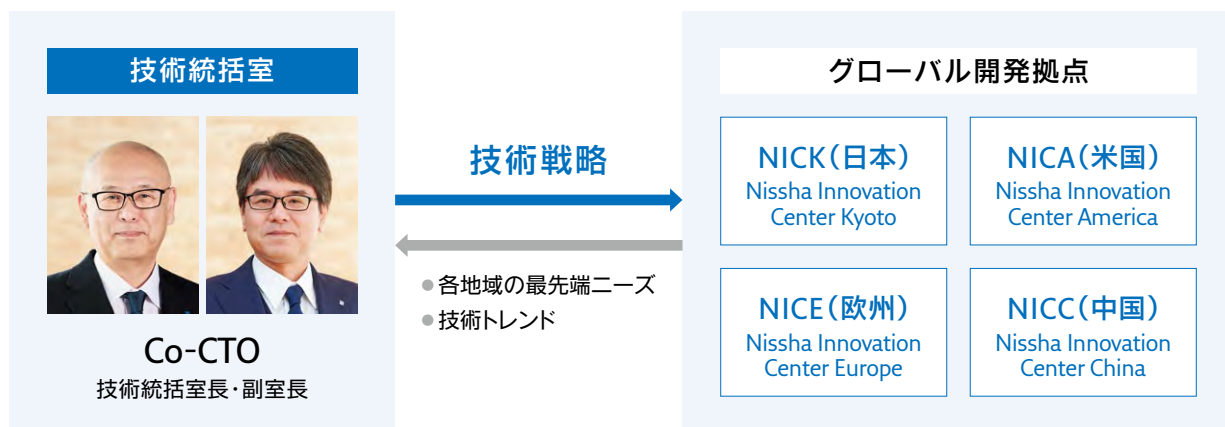 技術統括室
Co-CTO
技術統括室長・副室長
技術戦略
●各地域の最先端ニーズ
●技術トレンド
グローバル開発拠点
NICK(日本)
Nissha Innovation
Center Kyoto
NICA(米国)
Nissha Innovation
Center America
NICE(欧州)
Nissha Innovation
Center Europe
NICC(中国)
Nissha Innovation
Center China